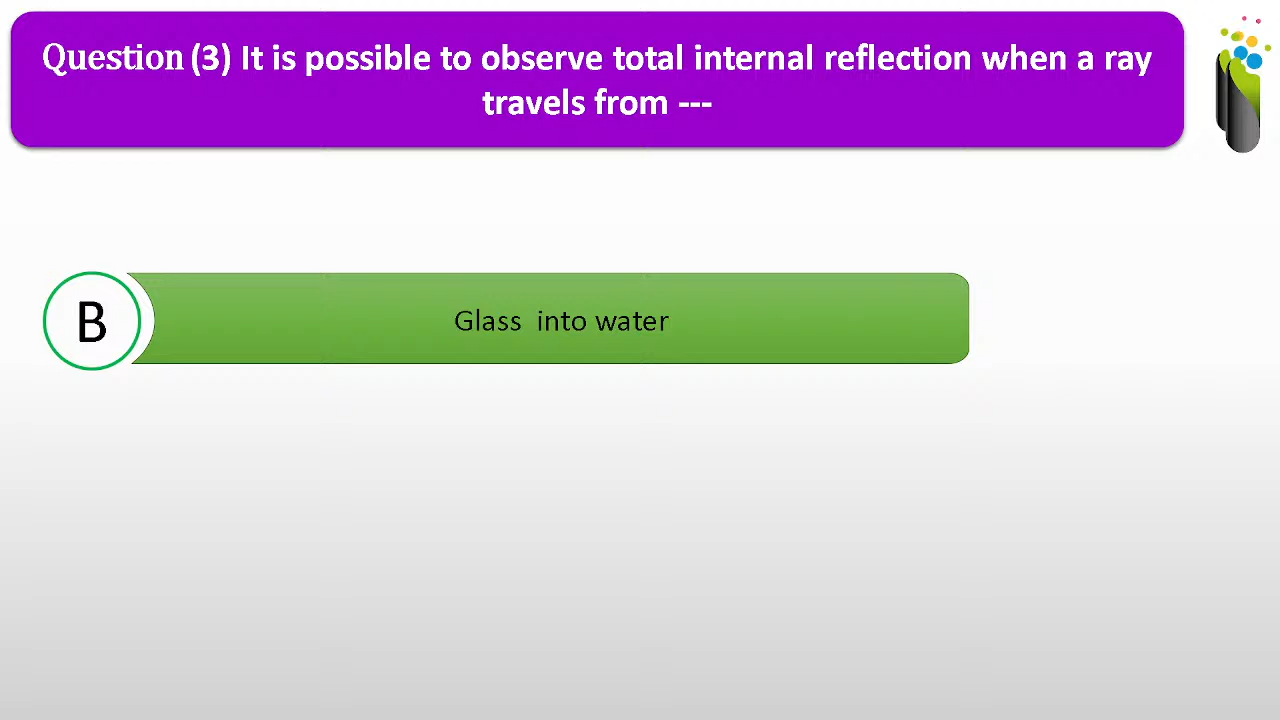 Question (3) It is possible to observe total internal reflection when a ray
travels from ---
B
Glass into water